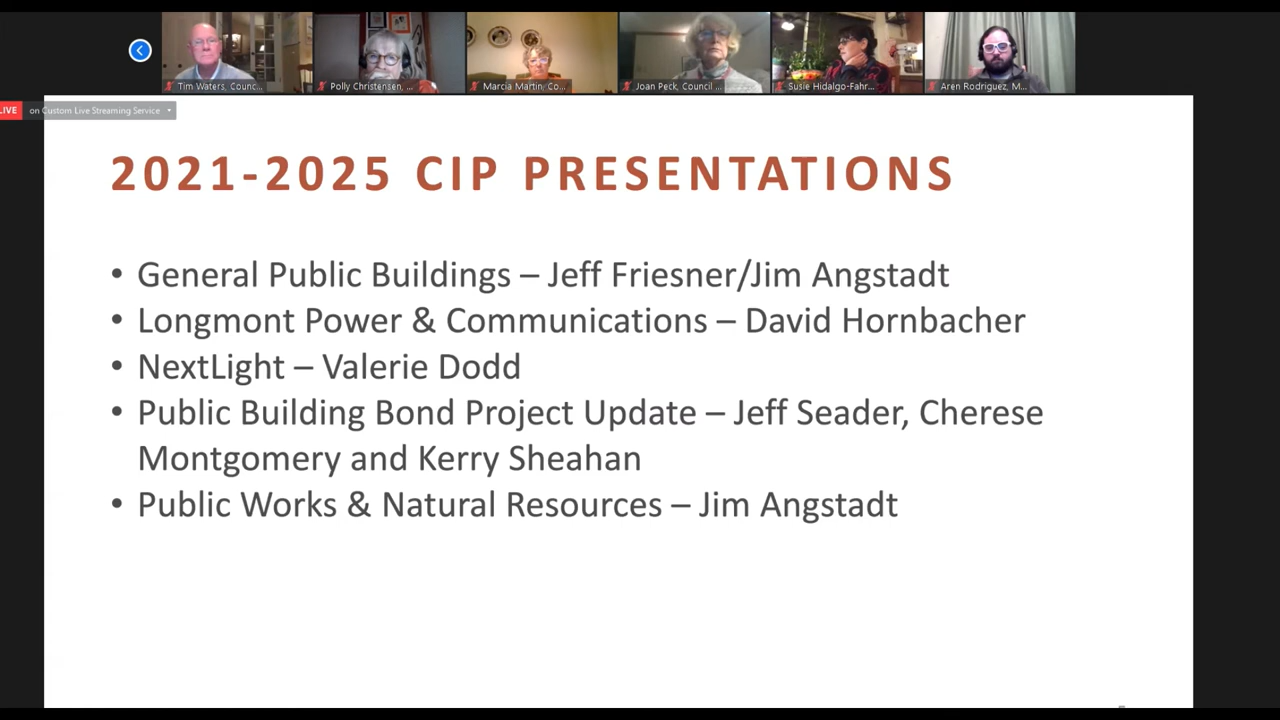 Tim Waters, Counc...
Polly Christensen, ...
Marcia Martin, Co...
Joan Peck, Council ...
Susie Hidalgo-Fahr...
Aren Rodriguez, M...
LIVE on Custom Live Streaming Service
2021-2025 CIP PRESENTATIONS
• General Public Buildings – Jeff Friesner/Jim Angstadt
• Longmont Power & Communications – David Hornbacher
• NextLight – Valerie Dodd
• Public Building Bond Project Update – Jeff Seader, Cherese
Montgomery and Kerry Sheahan
• Public Works & Natural Resources – Jim Angstadt